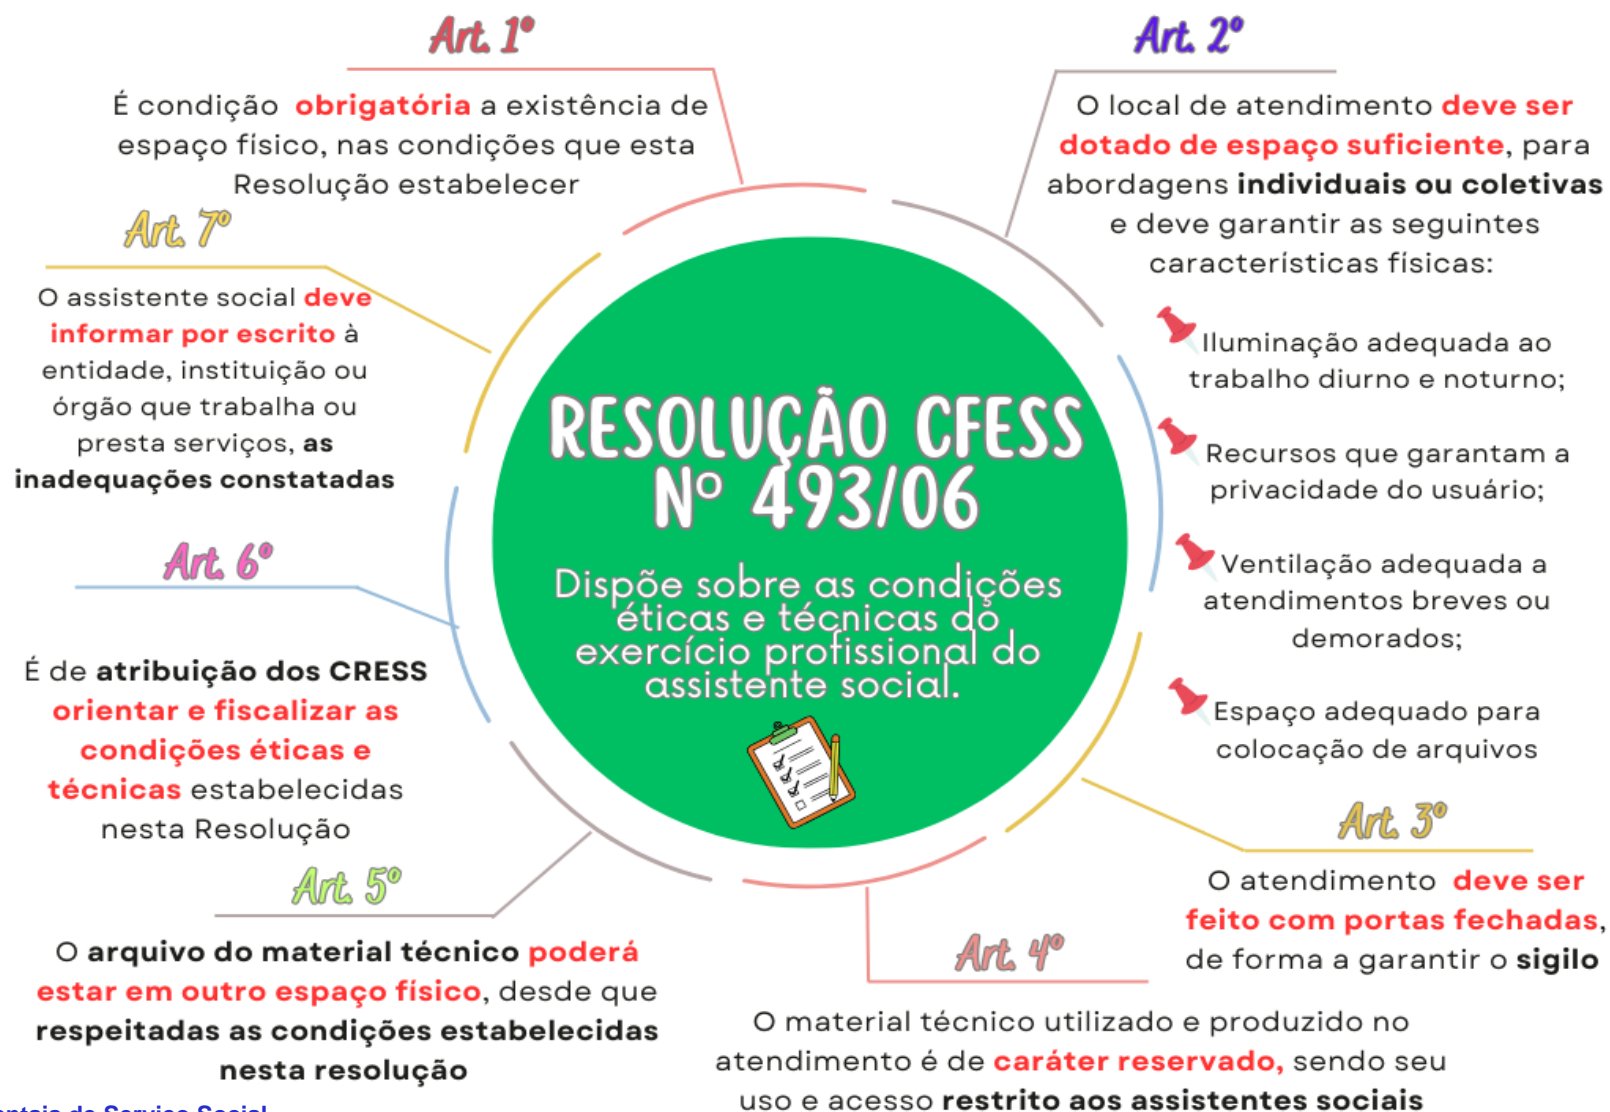 RESOLUÇÃO CFESS
Nº 493/06
Dispõe sobre as condições
éticas e técnicas do
exercício profissional do
assistente social.
Art. 1º
É condição obrigatória a existência de
espaço físico, nas condições que esta
Resolução estabelecer
Art. 2º
O local de atendimento deve ser
dotado de espaço suficiente, para
abordagens individuais ou coletivas
e deve garantir as seguintes
características físicas:
Iluminação adequada ao
trabalho diurno e noturno;
Recursos que garantam a
privacidade do usuário;
Ventilação adequada a
atendimentos breves ou
demorados;
Espaço adequado para
colocação de arquivos
Art. 3º
O atendimento deve ser
feito com portas fechadas,
de forma a garantir o sigilo
Art. 4º
O material técnico utilizado e produzido no
atendimento é de caráter reservado, sendo seu
uso e acesso restrito aos assistentes sociais
Art. 5º
O arquivo do material técnico poderá
estar em outro espaço físico, desde que
respeitadas as condições estabelecidas
nesta resolução
Art. 6º
É de atribuição dos CRESS
orientar e fiscalizar as
condições éticas e
técnicas estabelecidas
nesta Resolução
Art. 7º
O assistente social deve
informar por escrito à
entidade, instituição ou
órgão que trabalha ou
presta serviços, as
inadequações constatadas